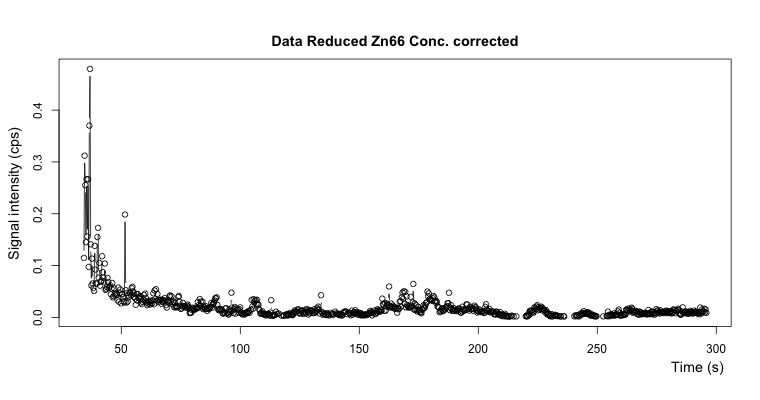 Data Reduced Zn66 Conc. corrected
Signal intensity (cps)
0.4
0.3
0.2
0.1
0.0
50 100 150 200 250 300
Time (s)